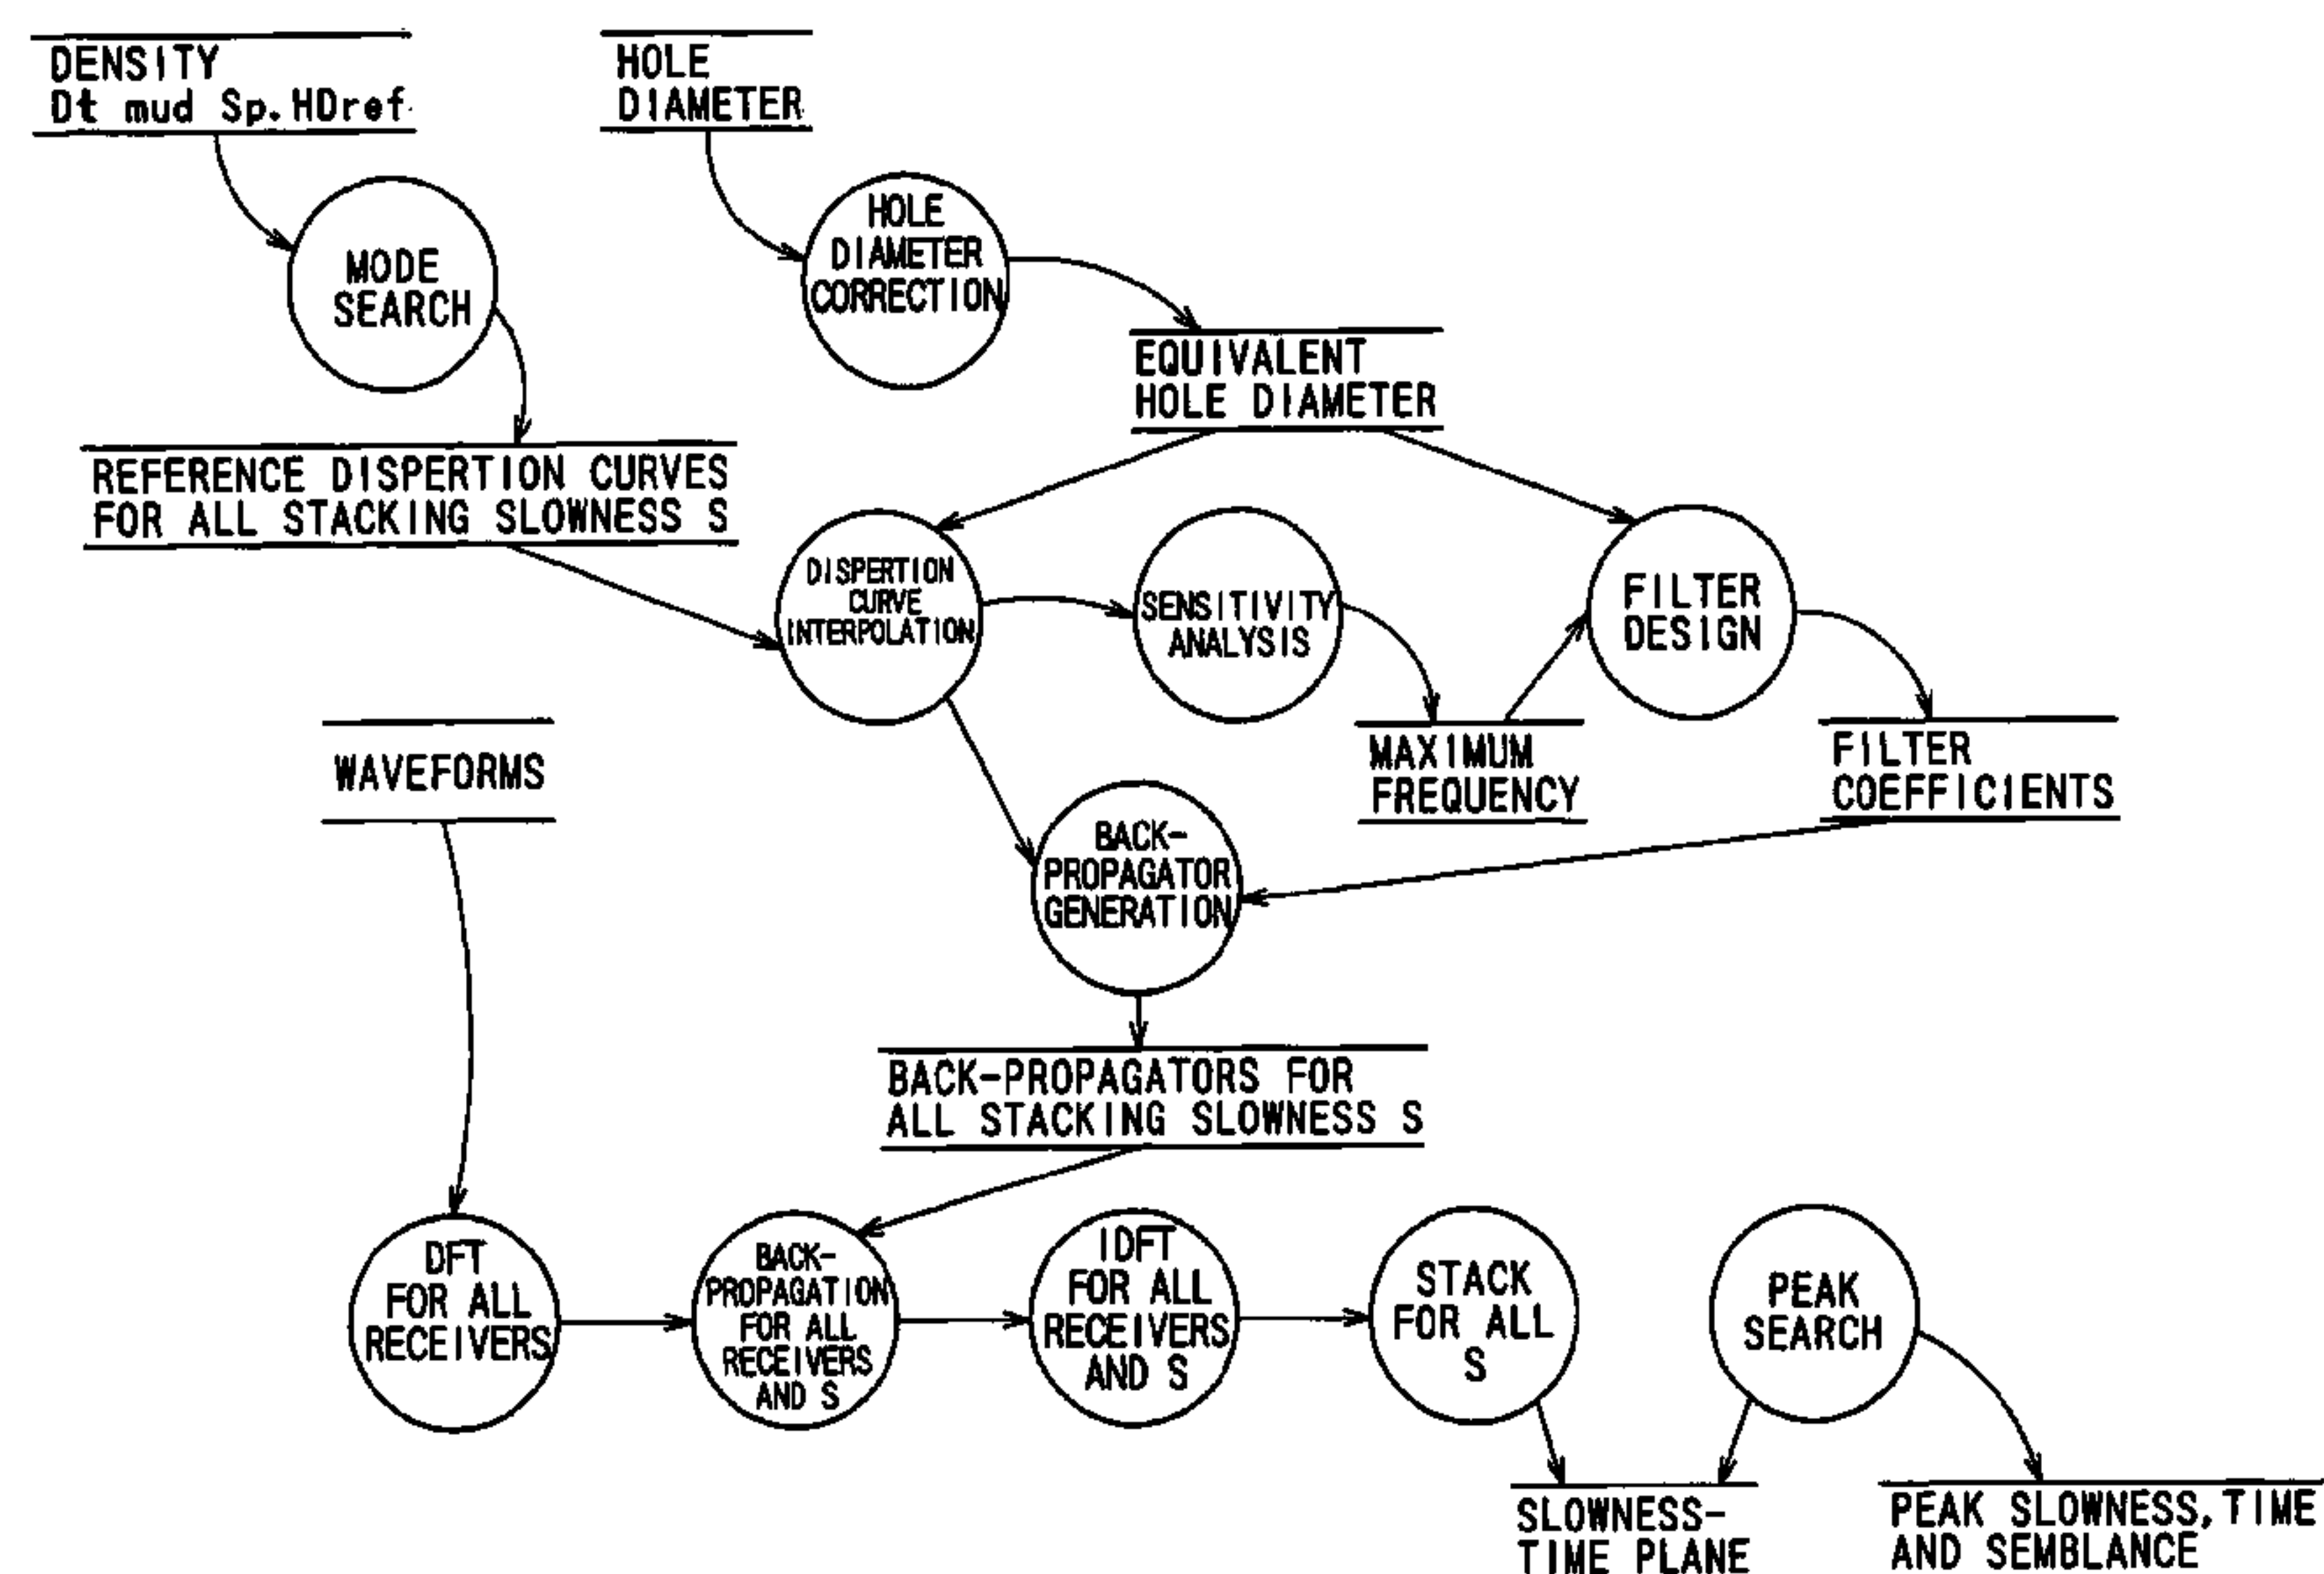 DENSITY
Dt mud Sp.HDref.
HOLE
DIAMETER
MODE
SEARCH
HOLE
DIAMETER
CORRECTION
EQUIVALENT
HOLE DIAMETER
REFERENCE DISPERTION CURVES
FOR ALL STACKING SLOWNESS S
DISPERTION
CURVE
INTERPOLATION
SENSITIVITY
ANALYSIS
FILTER
DESIGN
WAVEFORMS
MAXIMUM
FREQUENCY
FILTER
COEFFICIENTS
BACK-
PROPAGATOR
GENERATION
BACK-PROPAGATORS FOR
ALL STACKING SLOWNESS S
DFT
FOR ALL
RECEIVERS
BACK-
PROPAGATION
FOR ALL
RECEIVERS
AND S
IDFT
FOR ALL
RECEIVERS
AND S
STACK
FOR ALL
S
PEAK
SEARCH
SLOWNESS-
TIME PLANE
PEAK SLOWNESS, TIME
AND SEMBLANCE